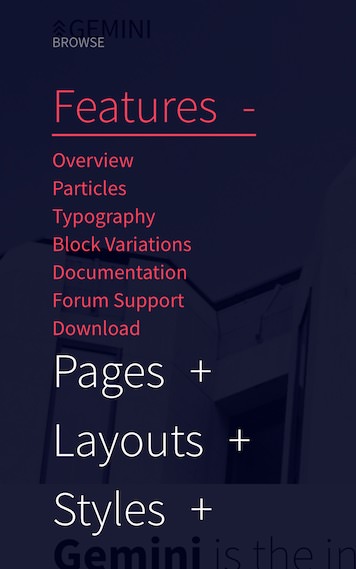 GEMINI
BROWSE
Features -
Overview
Particles
Typography
Block Variations
Documentation
Forum Support
Download
Pages +
Layouts +
Styles +
Gemini is the in